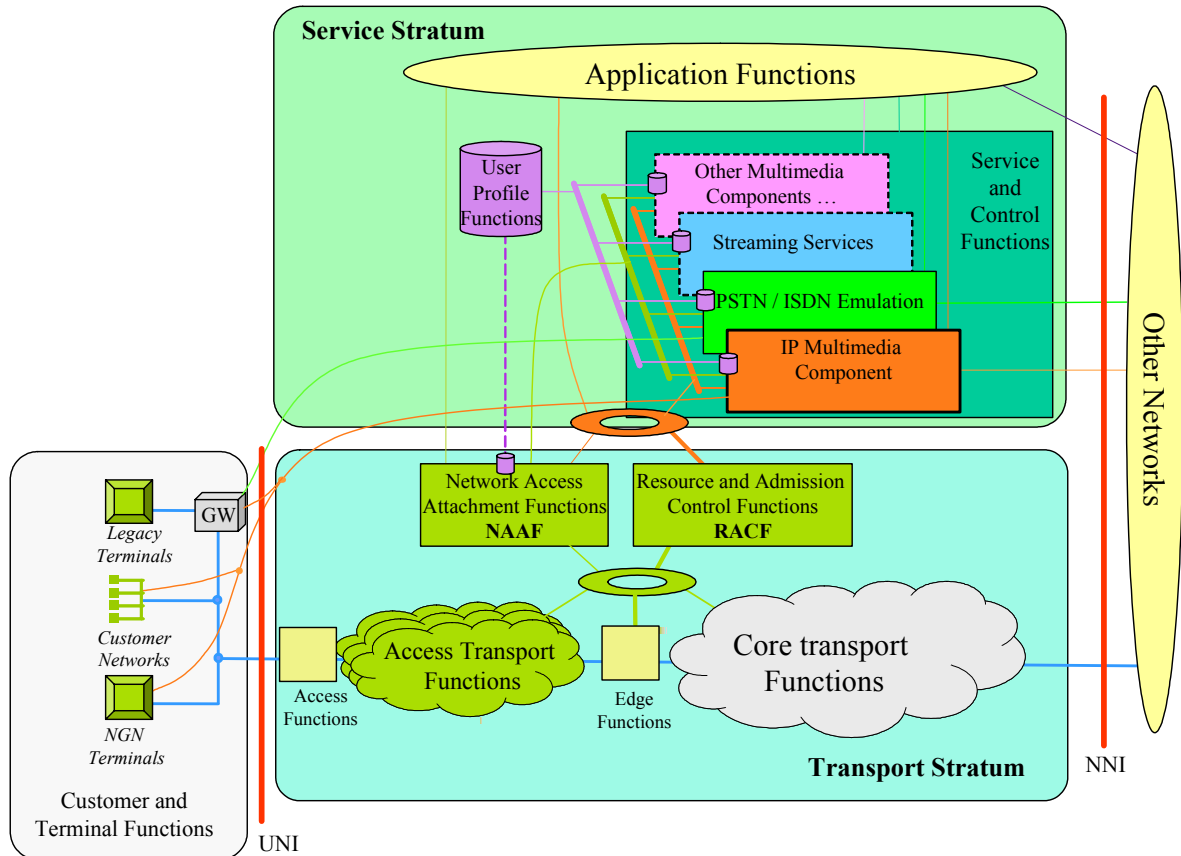 Service Stratum
Application Functions
User
Profile
Functions
Other Multimedia
Components …
Streaming Services
PSTN / ISDN Emulation
IP Multimedia
Component
Service
and
Control
Functions
Other Networks
Network Access
Attachment Functions
NAAF
Resource and Admission
Control Functions
RACF
GW
Legacy
Terminals
Customer
Networks
NGN
Terminals
Customer and
Terminal Functions
UNI
Access
Functions
Access Transport
Functions
Edge
Functions
Core transport
Functions
Transport Stratum
NNI